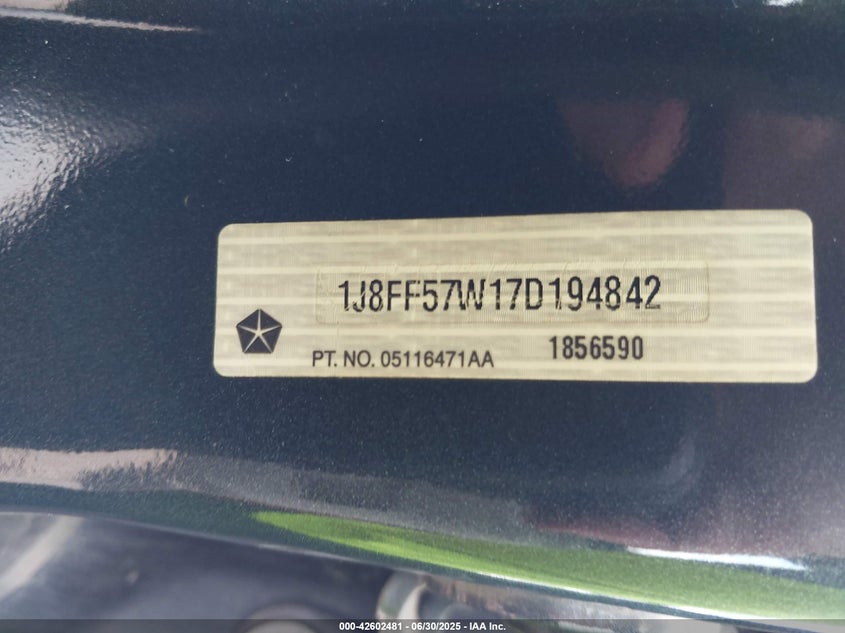 1J8FF57W17D194842
PT. NO. 05116471AA 1856590
000-42602481 - 06/30/2025 - IAA Inc.